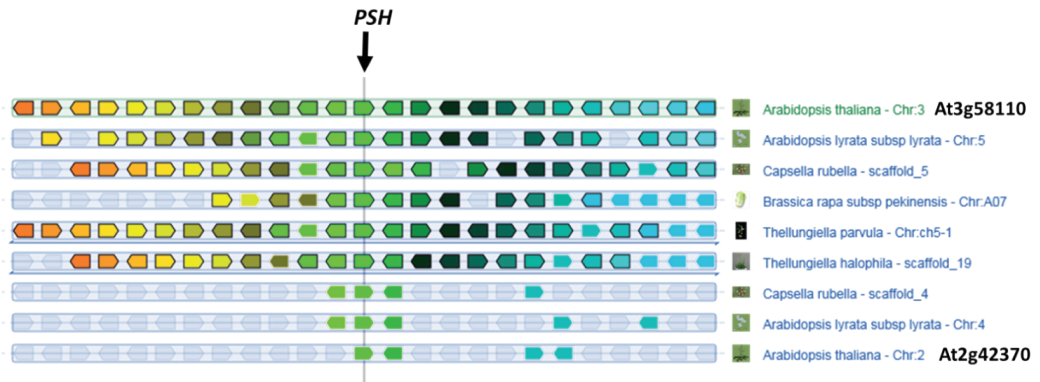 PSH
Arabidopsis thaliana - Chr:3 At3g58110
Arabidopsis lyrata subsp lyrata - Chr:5
Capsella rubella - scaffold_5
Brassica rapa subsp pekinensis - Chr:A07
Thellungiella parvula - Chr:ch5-1
Thellungiella halophila - scaffold_19
Capsella rubella - scaffold_4
Arabidopsis lyrata subsp lyrata - Chr:4
Arabidopsis thaliana - Chr:2 At2g42370